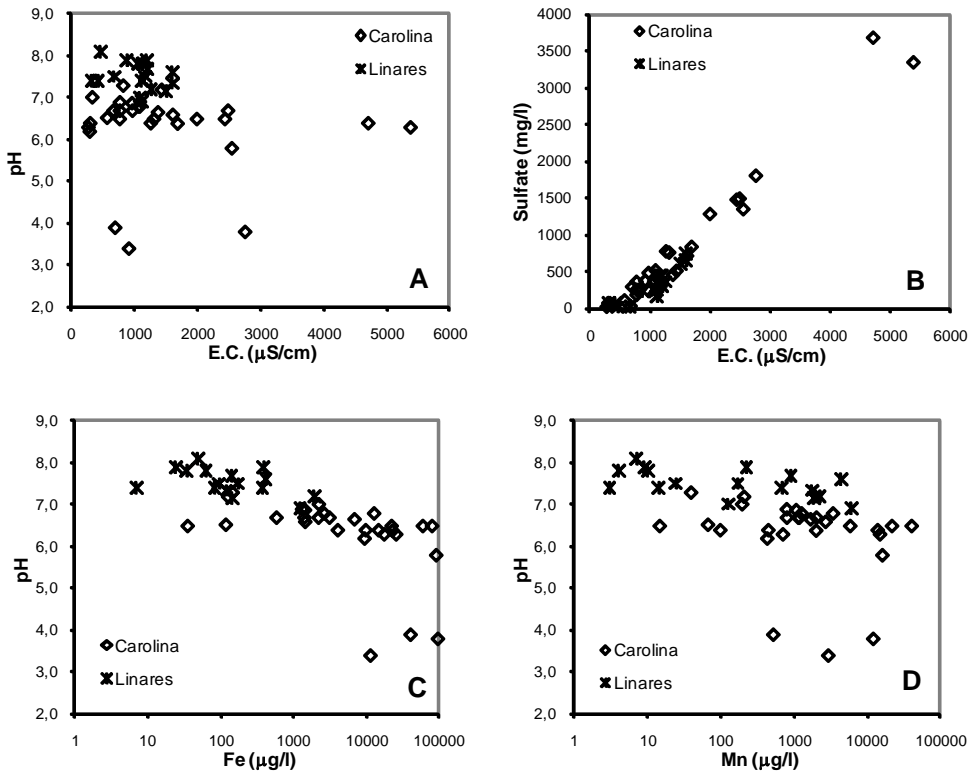 9,0
8,0
7,0
6,0
5,0
4,0
3,0
2,0
pH
Carolina
Linares
A
0 1000 2000 3000 4000 5000 6000
E.C. (µS/cm)
4000
3500
3000
2500
2000
1500
1000
500
0
Sulfate (mg/l)
Carolina
Linares
B
0 1000 2000 3000 4000 5000 6000
E.C. (µS/cm)
9,0
8,0
7,0
6,0
5,0
4,0
3,0
2,0
pH
Carolina
Linares
C
1 10 100 1000 10000 100000
Fe (µg/l)
9,0
8,0
7,0
6,0
5,0
4,0
3,0
2,0
pH
Carolina
Linares
D
1 10 100 1000 10000 100000
Mn (µg/l)